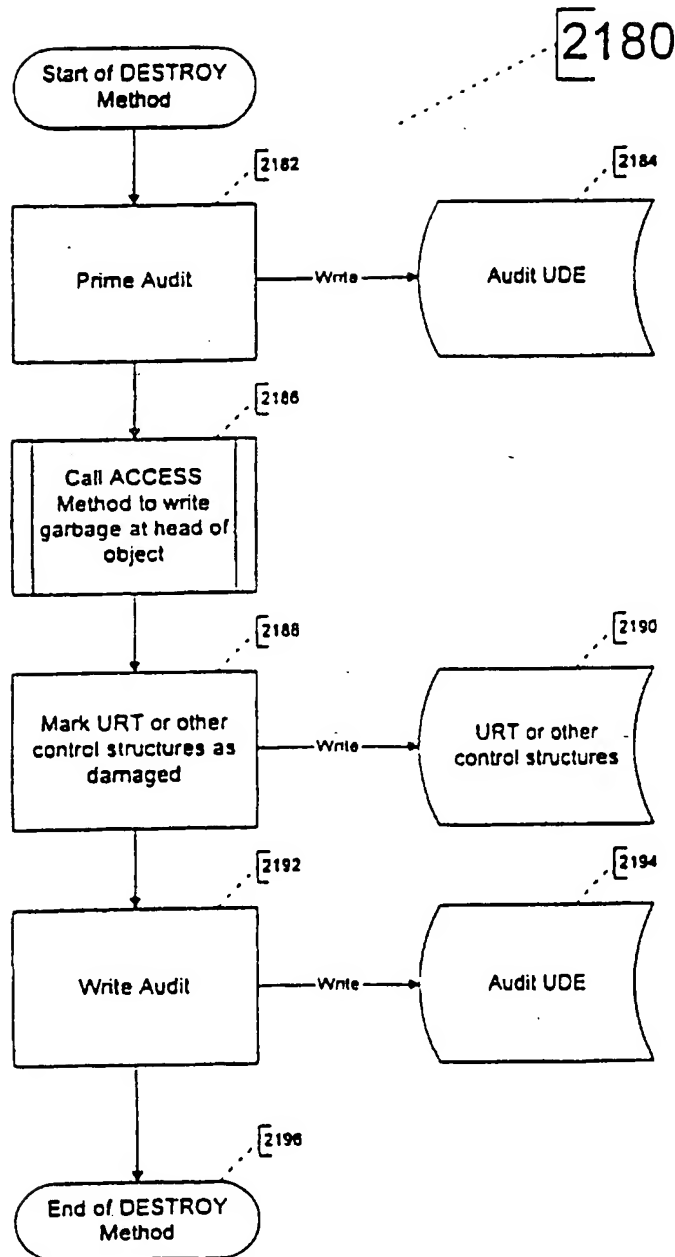 2180
Start of DESTROY
Method
2182
2184
Prime Audit
Write
Audit UDE
2186
Call ACCESS
Method to write
garbage at head of
object
2188
2190
Mark URT or other
control structures as
damaged
Write
URT or other
control structures
2192
2194
Write Audit
Write
Audit UDE
2196
End of DESTROY
Method